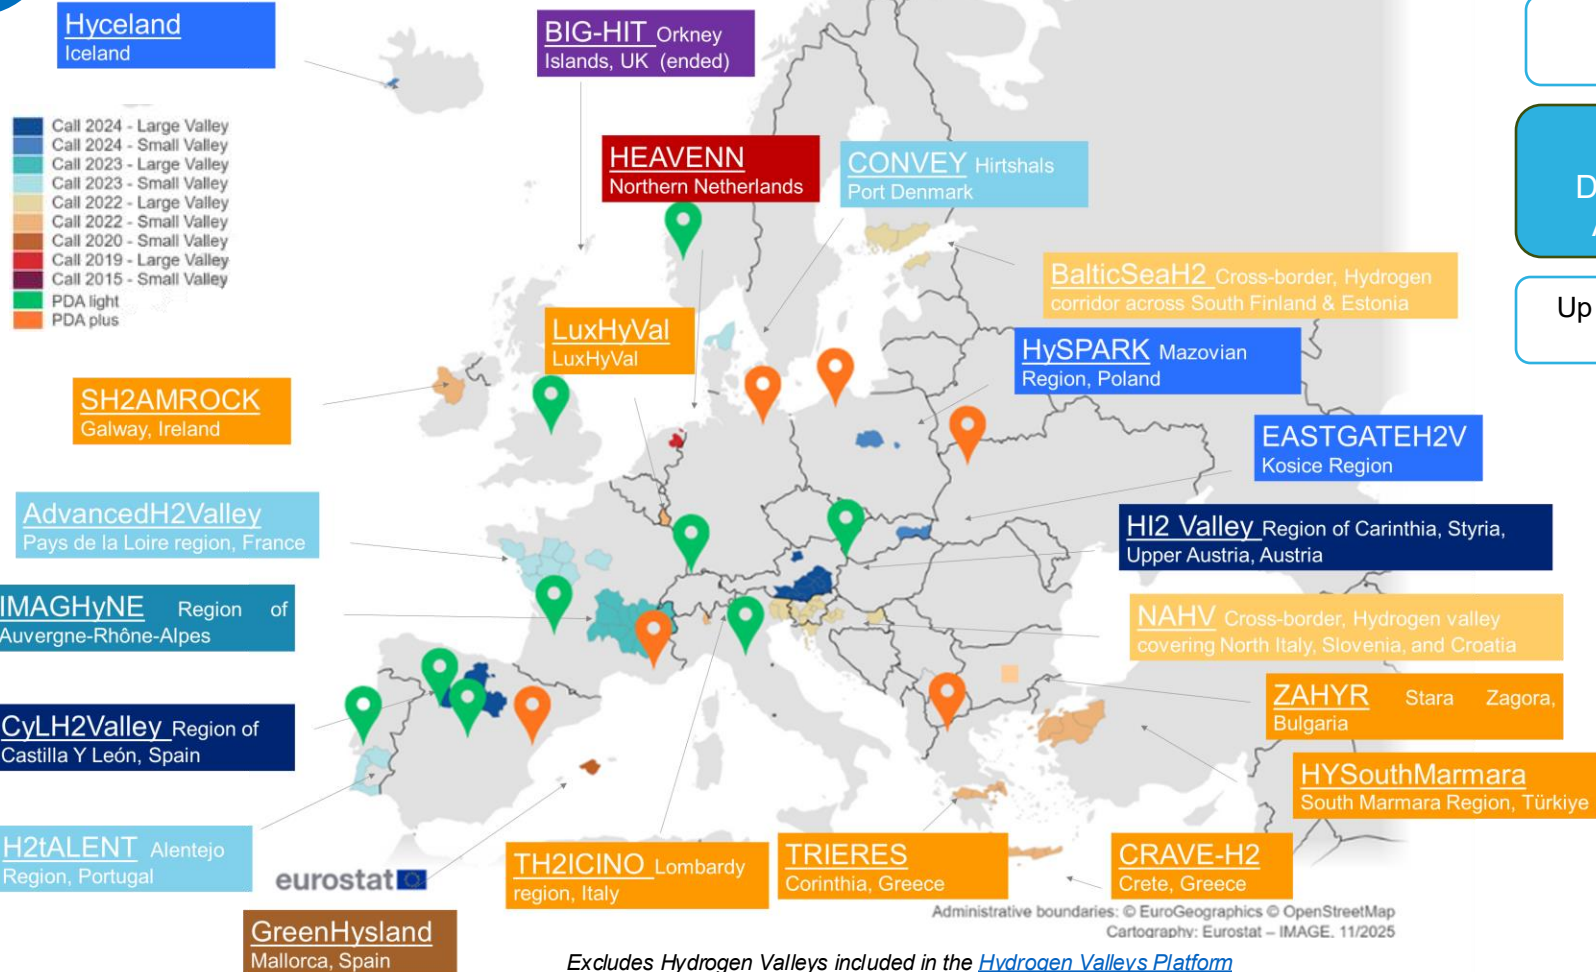 Hyceland
Iceland
BIG-HIT Orkney
Islands, UK (ended)
Call 2024 - Large Valley
Call 2024 - Small Valley
Call 2023 - Large Valley
Call 2023 - Small Valley
Call 2022 - Large Valley
Call 2022 - Small Valley
Call 2020 - Small Valley
Call 2019 - Large Valley
Call 2015 - Small Valley
PDA light
PDA plus
HEAVENN
Northern Netherlands
CONVEY Hirtshals
Port Denmark
D
A
BalticSeaH2 Cross-border, Hydrogen
corridor across South Finland & Estonia
Up
LuxHyVal
LuxHyVal
HySPARK Mazovian
Region, Poland
SH2AMROCK
Galway, Ireland
EASTGATEH2V
Kosice Region
AdvancedH2Valley
Pays de la Loire region, France
HI2 Valley Region of Carinthia, Styria,
Upper Austria, Austria
IMAGHyNE Region of
Auvergne-Rhône-Alpes
NAHV Cross-border, Hydrogen valley
covering North Italy, Slovenia, and Croatia
CyLH2Valley Region of
Castilla Y León, Spain
ZAHYR Stara Zagora,
Bulgaria
HYSouthMarmara
South Marmara Region, Türkiye
H2tALENT Alentejo
Region, Portugal
eurostat
TH2ICINO Lombardy
region, Italy
TRIERES
Corinthia, Greece
CRAVE-H2
Crete, Greece
GreenHysland
Mallorca, Spain
Administrative boundaries: © EuroGeographics © OpenStreetMap
Cartography: Eurostat – IMAGE, 11/2025
Excludes Hydrogen Valleys included in the Hydrogen Valleys Platform